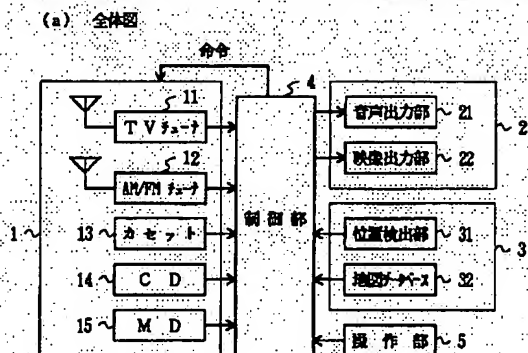 (a) 全体図
命令
4
11
TVチューナ
12
AM/FMチューナ
1
13 カセット
14 CD
15 MD
制御部
音声出力部 21
映像出力部 22
2
位置検出部 31
地図データベース 32
3
操作部 5